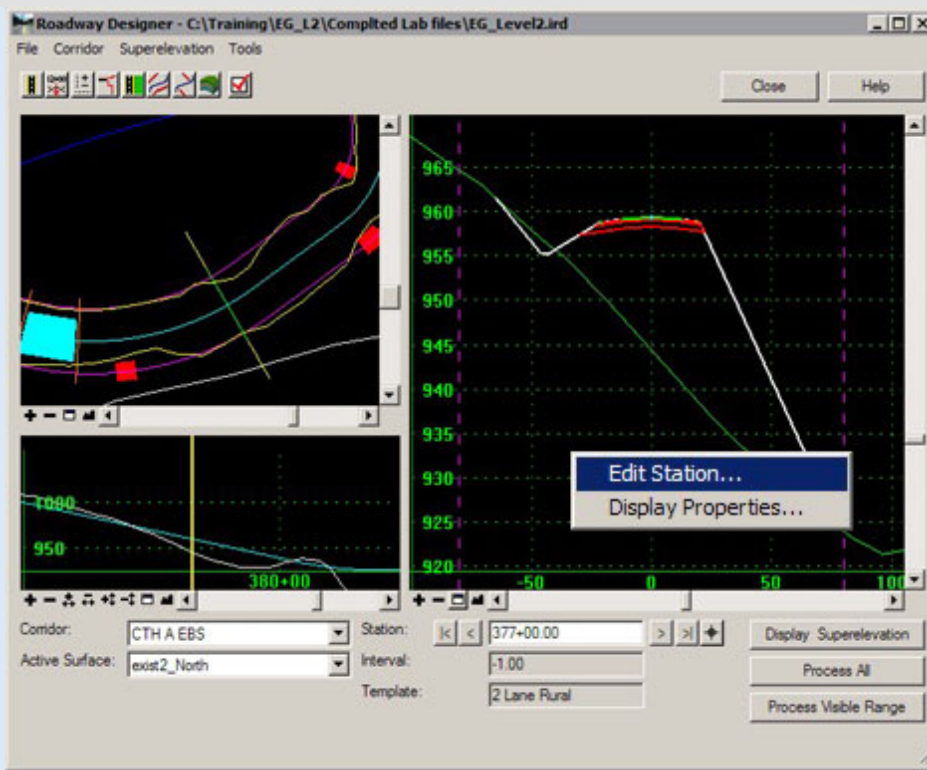 Roadway Designer - C:\Training\EG_L2\Complted Lab files\EG_Level2.ird
File Corridor Superelevation Tools
Close Help
965
960
955
950
945
940
935
930
925
920
-50 0 50 100
Edit Station...
Display Properties...
1000
950
380+00
Corridor: CTH A EBS
Active Surface: exist2_North
Station: |< < 377+00.00 > >|
Interval: -1.00
Template: 2 Lane Rural
Display Superelevation
Process All
Process Visible Range